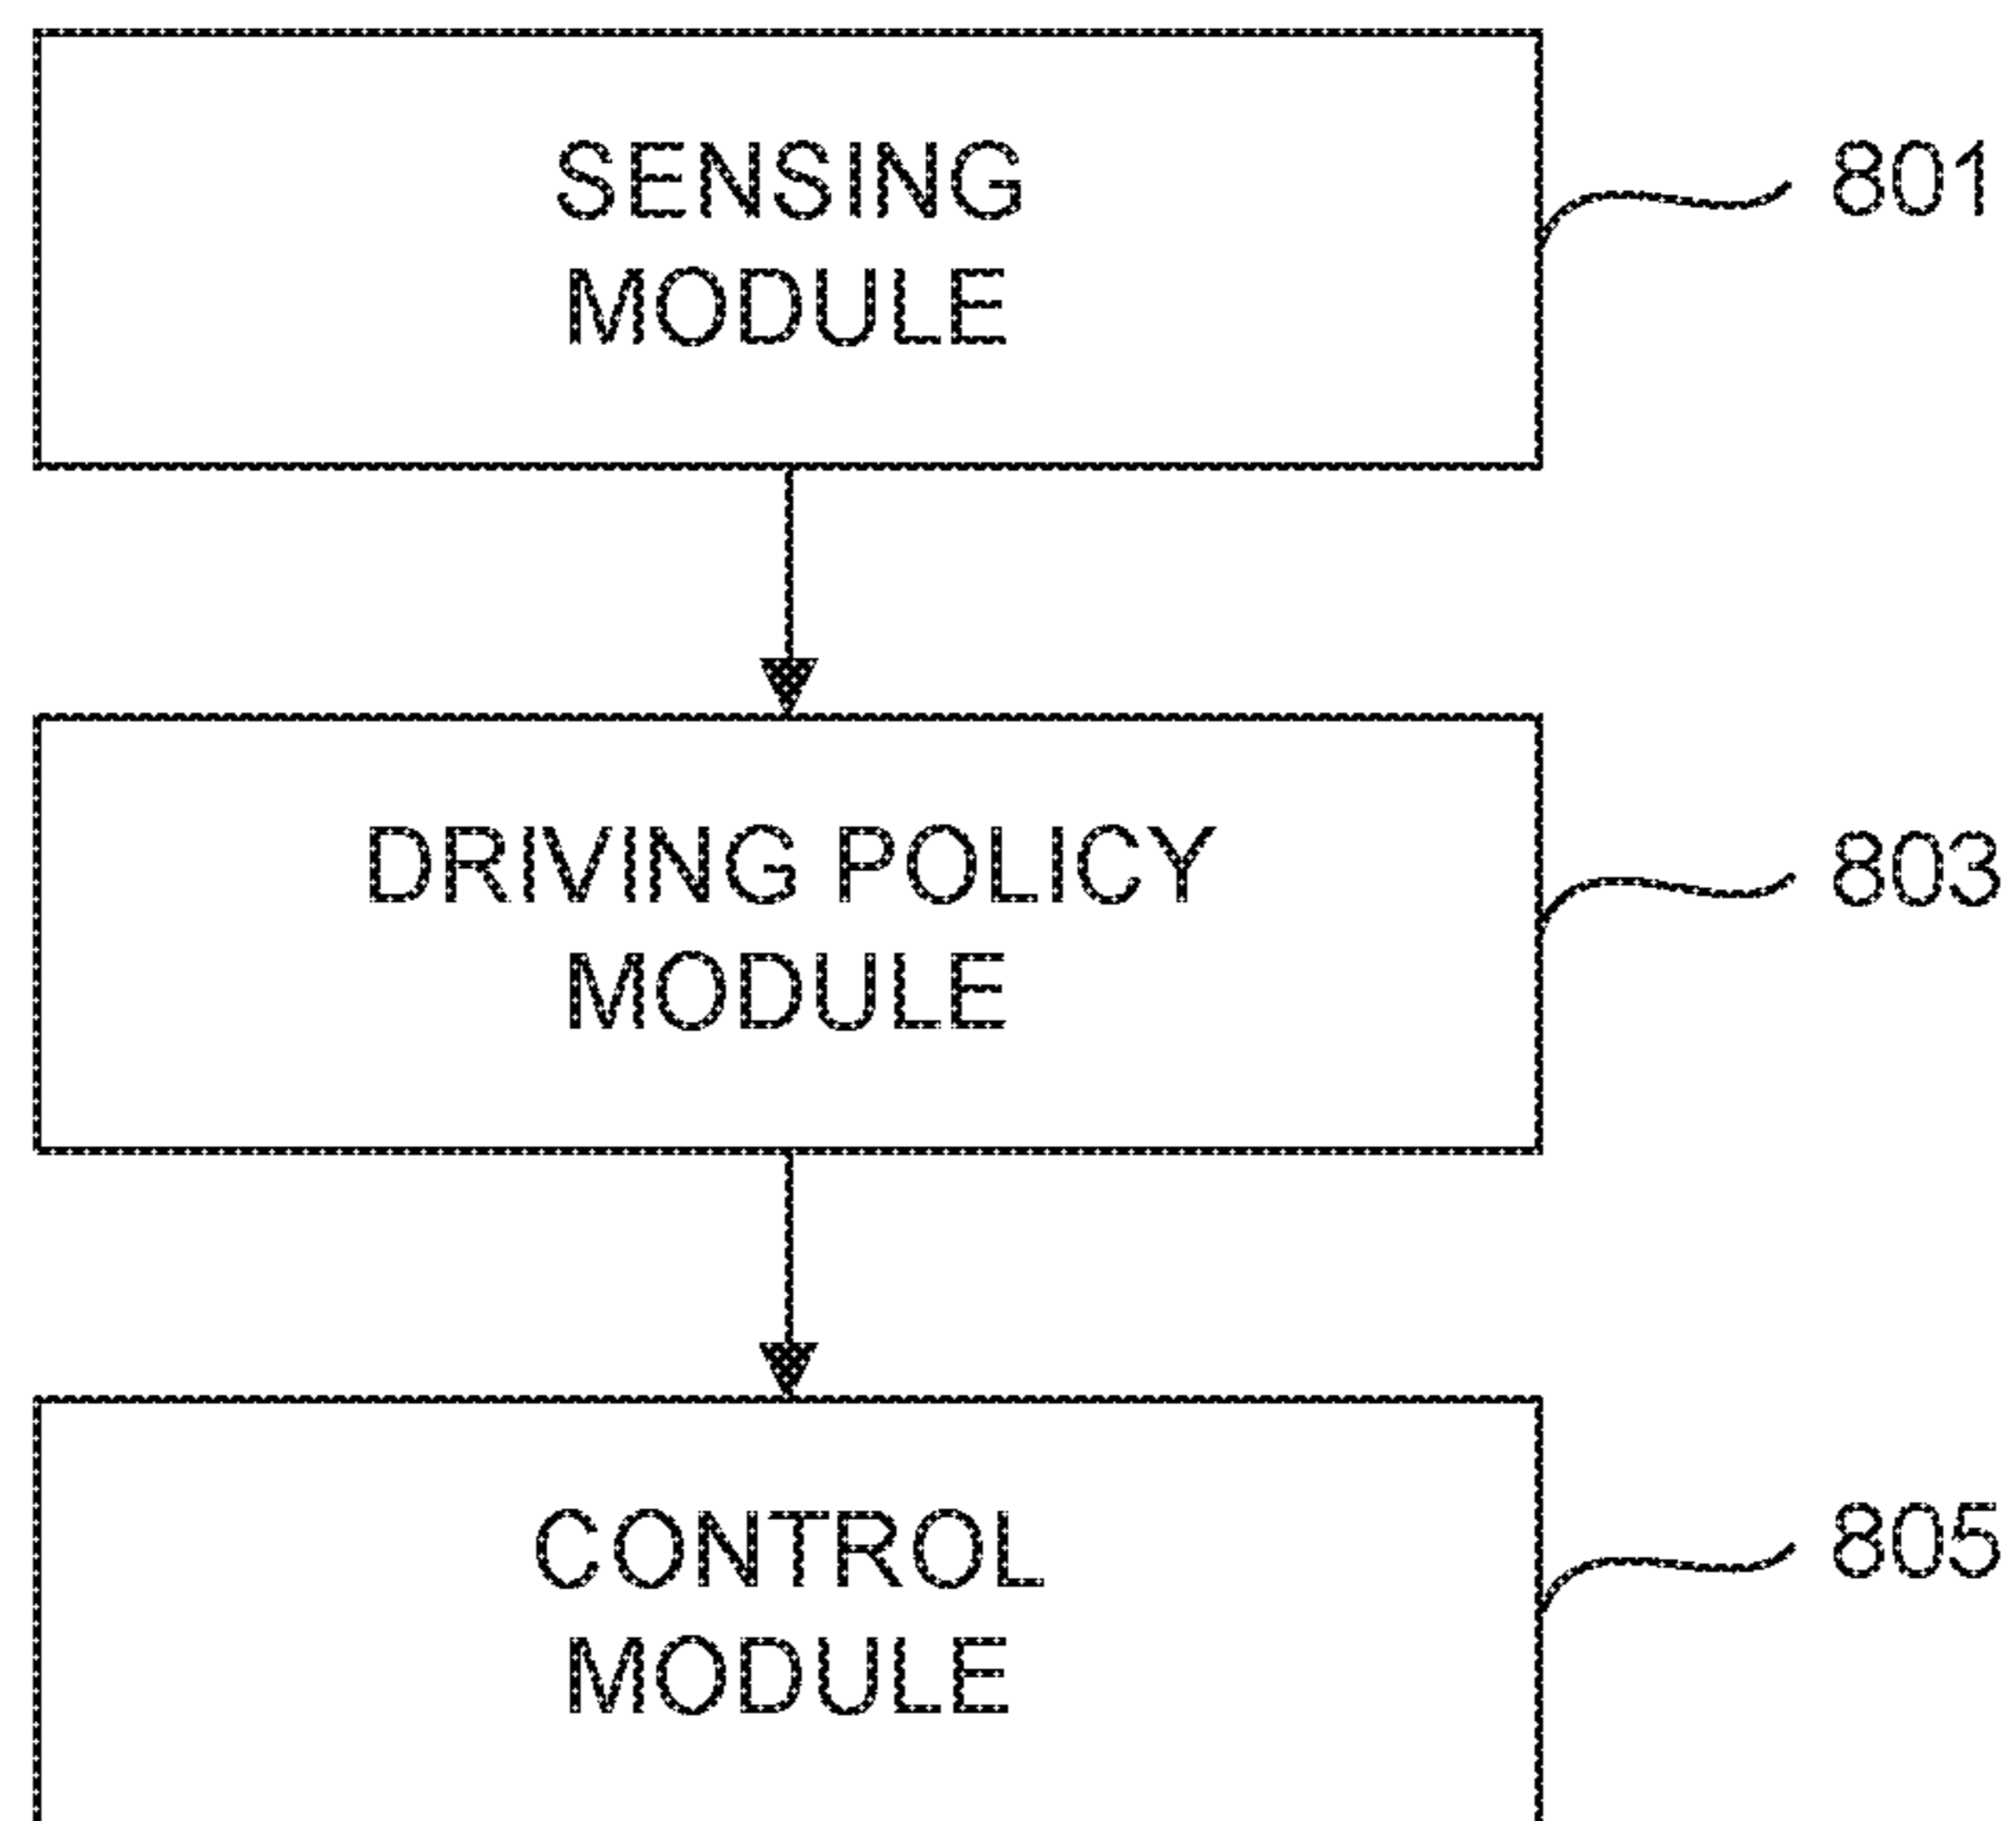 SENSING
MODULE
801
DRIVING POLICY
MODULE
803
CONTROL
MODULE
805